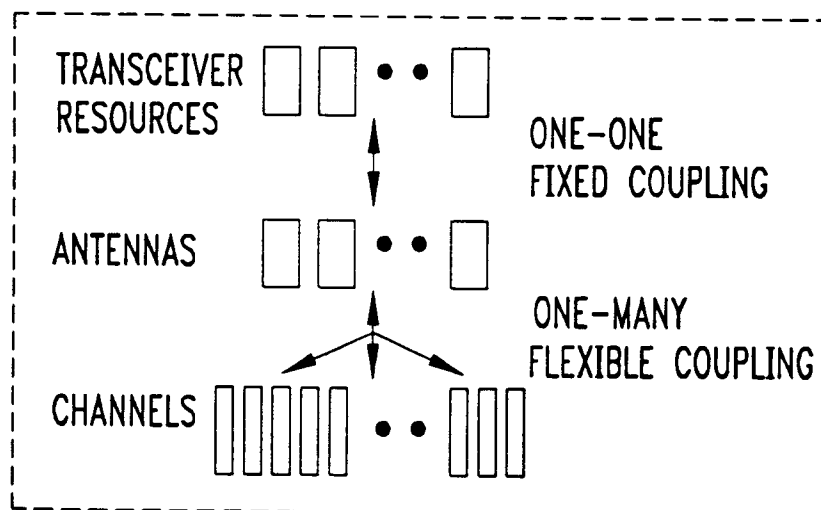 TRANSCEIVER
RESOURCES
ONE-ONE
FIXED COUPLING
ANTENNAS
ONE-MANY
FLEXIBLE COUPLING
CHANNELS